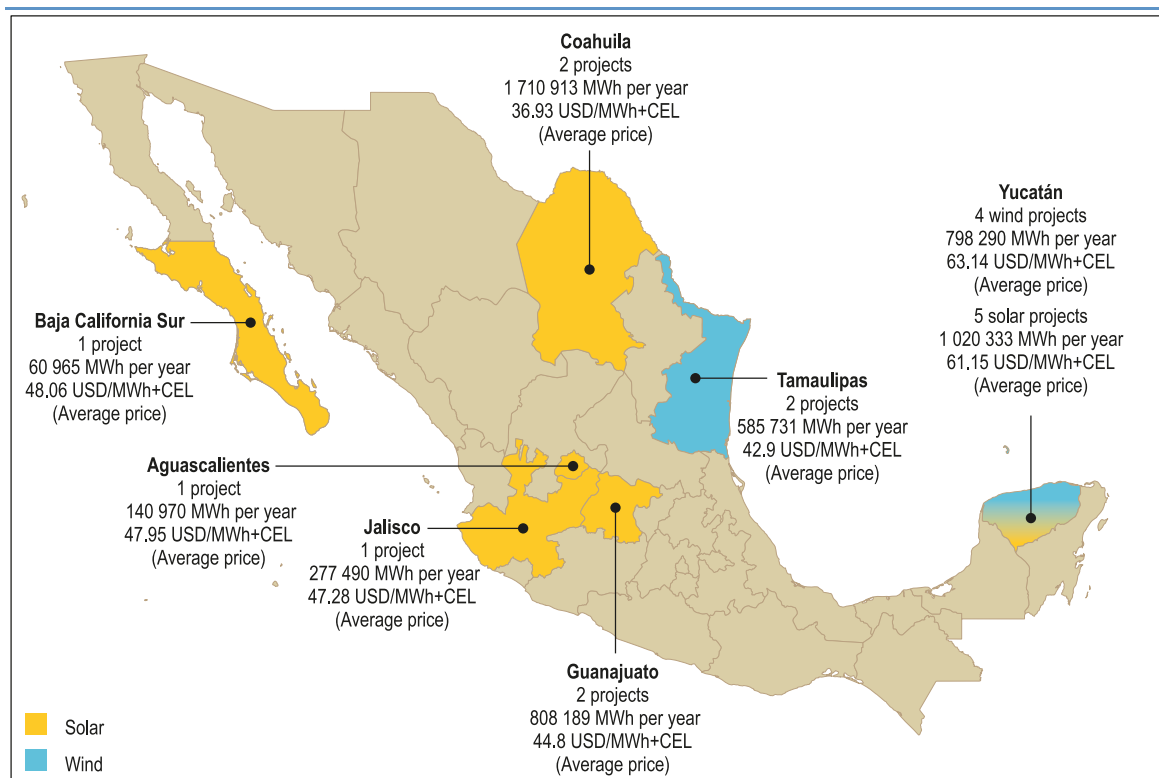 Coahuila
2 projects
1 710 913 MWh per year
36.93 USD/MWh+CEL
(Average price)
Yucatán
4 wind projects
798 290 MWh per year
63.14 USD/MWh+CEL
(Average price)
5 solar projects
1 020 333 MWh per year
61.15 USD/MWh+CEL
(Average price)
Baja California Sur
1 project
60 965 MWh per year
48.06 USD/MWh+CEL
(Average price)
Tamaulipas
2 projects
585 731 MWh per year
42.9 USD/MWh+CEL
(Average price)
Aguascalientes
1 project
140 970 MWh per year
47.95 USD/MWh+CEL
(Average price)
Jalisco
1 project
277 490 MWh per year
47.28 USD/MWh+CEL
(Average price)
Guanajuato
2 projects
808 189 MWh per year
44.8 USD/MWh+CEL
(Average price)
Solar
Wind